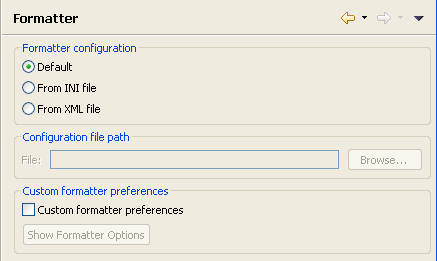 Formatter
Formatter configuration
Default
From INI file
From XML file
Configuration file path
File:
Browse...
Custom formatter preferences
Custom formatter preferences
Show Formatter Options